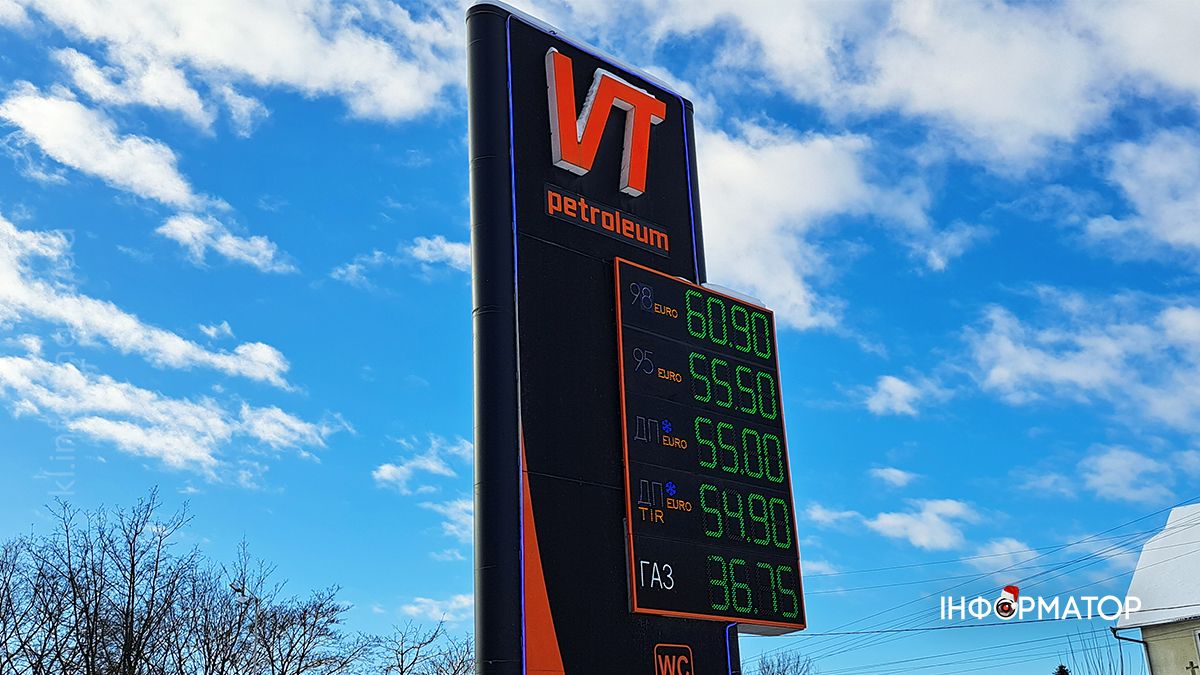 VT
petroleum
98 EURO 60.90
95 EURO 55.50
ДП EURO 55.00
ДП EURO 54.90
TIR
ГАЗ 36.75
WC
ІНФОРМАТОР